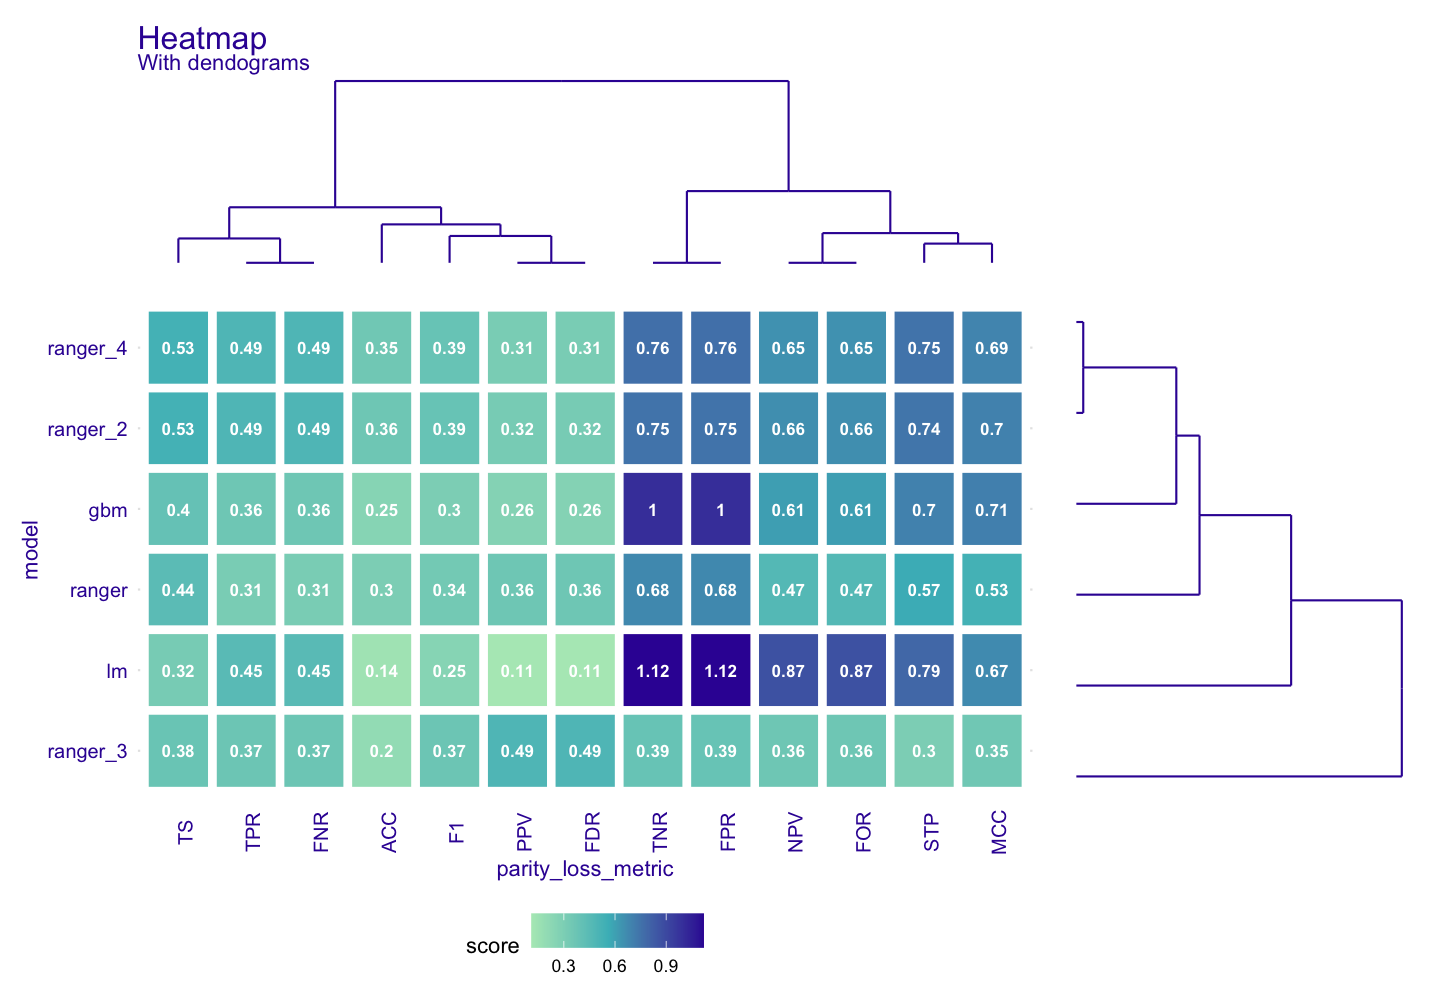 Heatmap
With dendograms
ranger_4 0.53 0.49 0.49 0.35 0.39 0.31 0.31 0.76 0.76 0.65 0.65 0.75 0.69
ranger_2 0.53 0.49 0.49 0.36 0.39 0.32 0.32 0.75 0.75 0.66 0.66 0.74 0.7
gbm 0.4 0.36 0.36 0.25 0.3 0.26 0.26 1 1 0.61 0.61 0.7 0.71
ranger 0.44 0.31 0.31 0.3 0.34 0.36 0.36 0.68 0.68 0.47 0.47 0.57 0.53
lm 0.32 0.45 0.45 0.14 0.25 0.11 0.11 1.12 1.12 0.87 0.87 0.79 0.67
ranger_3 0.38 0.37 0.37 0.2 0.37 0.49 0.49 0.39 0.39 0.36 0.36 0.3 0.35
model
TS TPR FNR ACC F1 PPV FDR TNR FPR NPV FOR STP MCC
parity_loss_metric
score
0.3 0.6 0.9